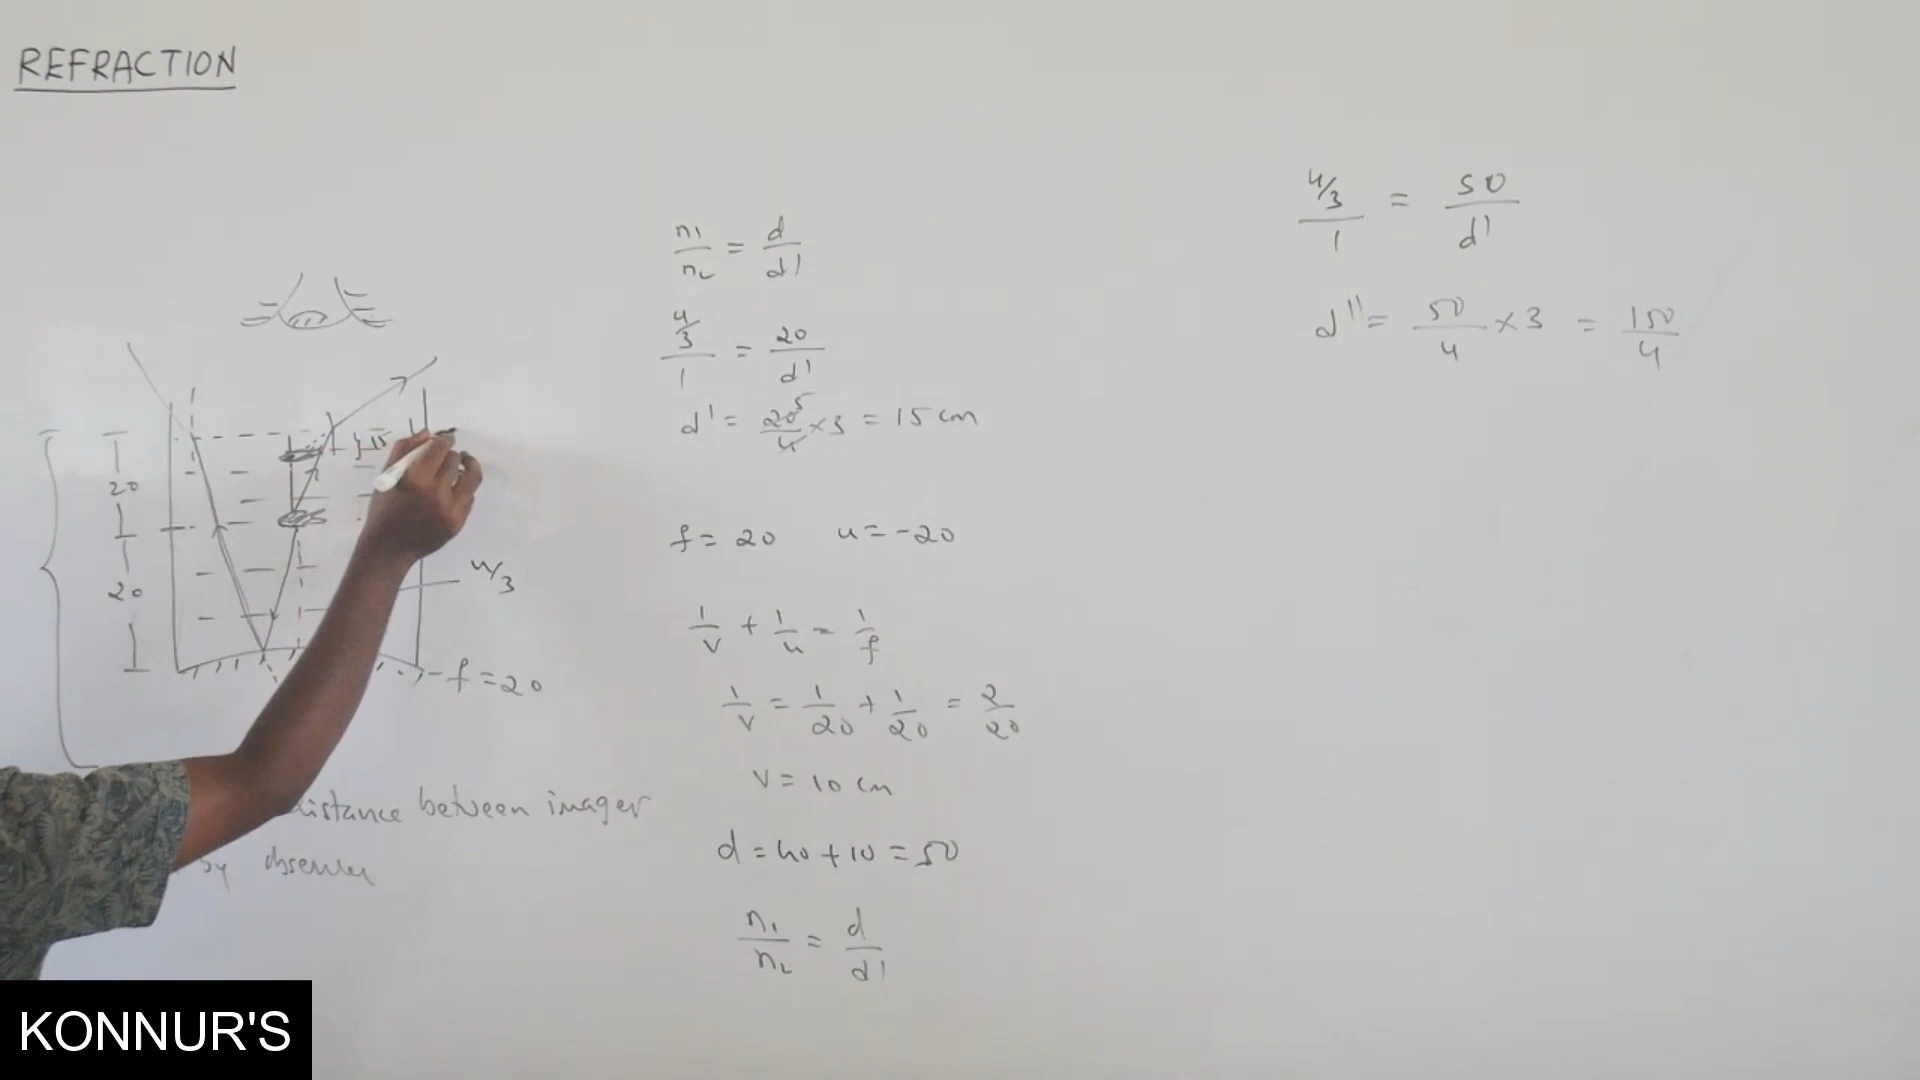 REFRACTION
20
20
15
4/3
f = 20
distance between images
by observer
n1/n2 = d/d'
4/3/1 = 20/d'
d' = 20/4 × 3 = 15 cm
5
f = 20 u = -20
1/v + 1/u = 1/f
1/v = 1/20 + 1/20 = 2/20
v = 10 cm
d = 40 + 10 = 50
n1/n2 = d/d'
4/3/1 = 50/d'
d'' = 50/4 × 3 = 150/4
KONNUR'S